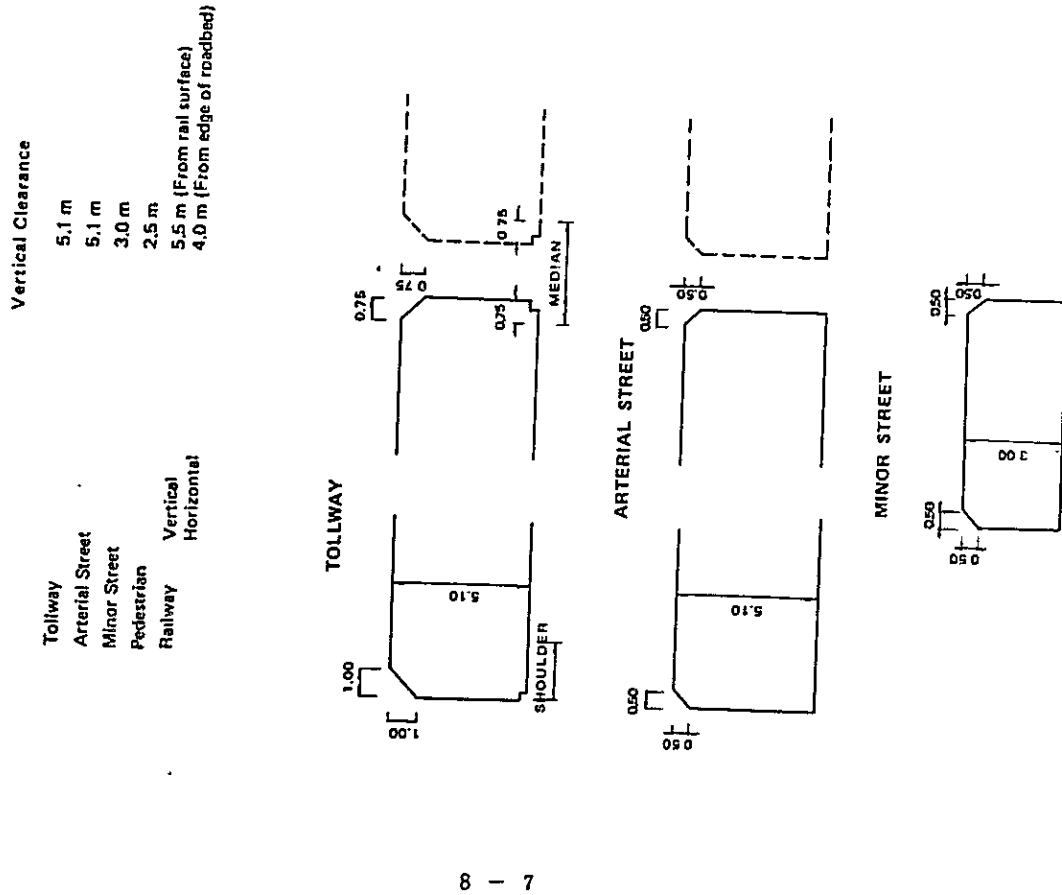 Vertical Clearance
Tollway 5.1 m
Arterial Street 5.1 m
Minor Street 3.0 m
Pedestrian 2.5 m
Railway Vertical 5.5 m (From rail surface)
Horizontal 4.0 m (From edge of roadbed)
TOLLWAY
1.00
1.00
5.10
SHOULDER
0.75
0.75
0.75
0.75
MEDIAN
ARTERIAL STREET
0.50
0.50
5.10
0.50
0.50
MINOR STREET
0.50
0.50
3.00
0.50
0.50
8 - 7